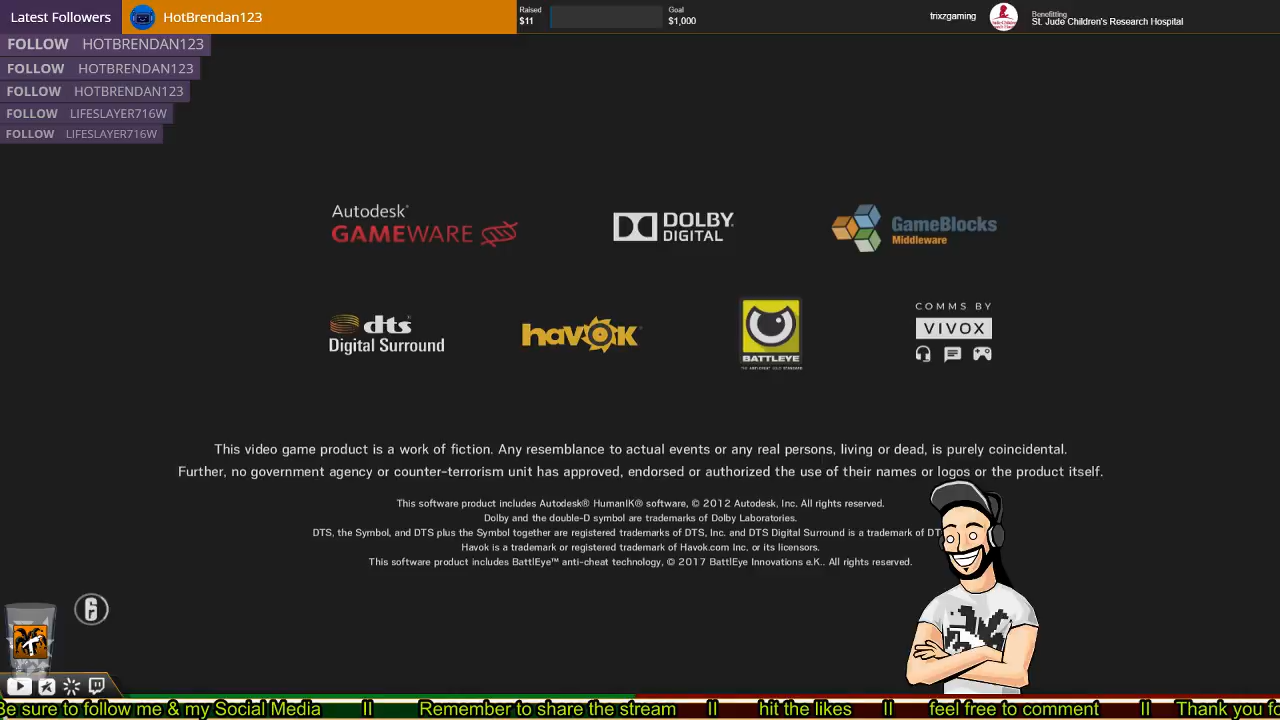 Latest Followers
HotBrendan123
Raised
$11
Goal
$1,000
trixzgaming
Benefitting
St. Jude Children's Research Hospital
FOLLOW HOTBRENDAN123
FOLLOW HOTBRENDAN123
FOLLOW HOTBRENDAN123
FOLLOW LIFESLAYER716W
FOLLOW LIFESLAYER716W
Autodesk®
GAMEWARE
DOLBY®
DIGITAL
GameBlocks
Middleware
dts
Digital Surround
havok
BATTLEYE
COMMS BY
VIVOX
This video game product is a work of fiction. Any resemblance to actual events or any real persons, living or dead, is purely coincidental.
Further, no government agency or counter-terrorism unit has approved, endorsed or authorized the use of their names or logos or the product itself.
This software product includes Autodesk® HumanIK® software, © 2012 Autodesk, Inc. All rights reserved.
Dolby and the double-D symbol are trademarks of Dolby Laboratories.
DTS, the Symbol, and DTS plus the Symbol together are registered trademarks of DTS, Inc. and DTS Digital Surround is a trademark of DT
Havok is a trademark or registered trademark of Havok.com Inc. or its licensors.
This software product includes BattlEye™ anti-cheat technology, © 2017 BattlEye Innovations e.K.. All rights reserved.
6
Be sure to follow me & my Social Media || Remember to share the stream || hit the likes || feel free to comment || Thank you fo